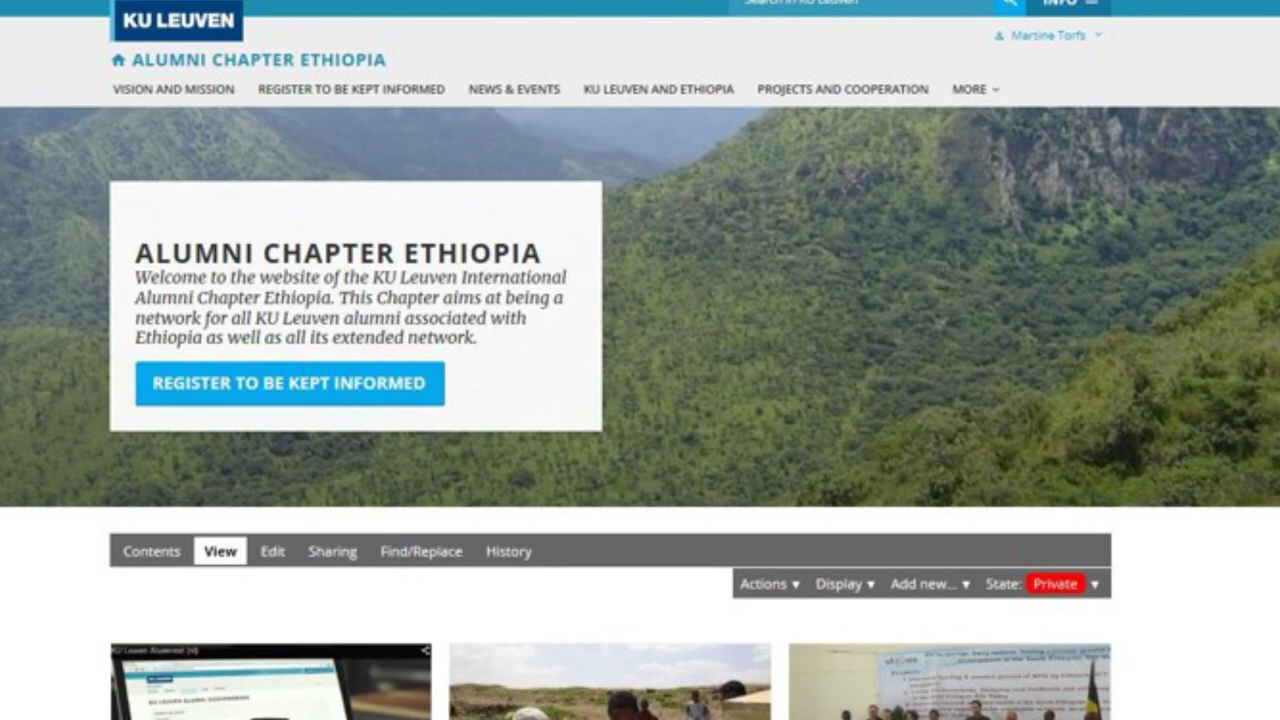 Search in KU Leuven
INFO
KU LEUVEN
Martine Torfs
ALUMNI CHAPTER ETHIOPIA
VISION AND MISSION REGISTER TO BE KEPT INFORMED NEWS & EVENTS KU LEUVEN AND ETHIOPIA PROJECTS AND COOPERATION MORE
ALUMNI CHAPTER ETHIOPIA
Welcome to the website of the KU Leuven International
Alumni Chapter Ethiopia. This Chapter aims at being a
network for all KU Leuven alumni associated with
Ethiopia as well as all its extended network.
REGISTER TO BE KEPT INFORMED
Contents View Edit Sharing Find/Replace History
Actions ▾ Display ▾ Add new... ▾ State: Private ▾